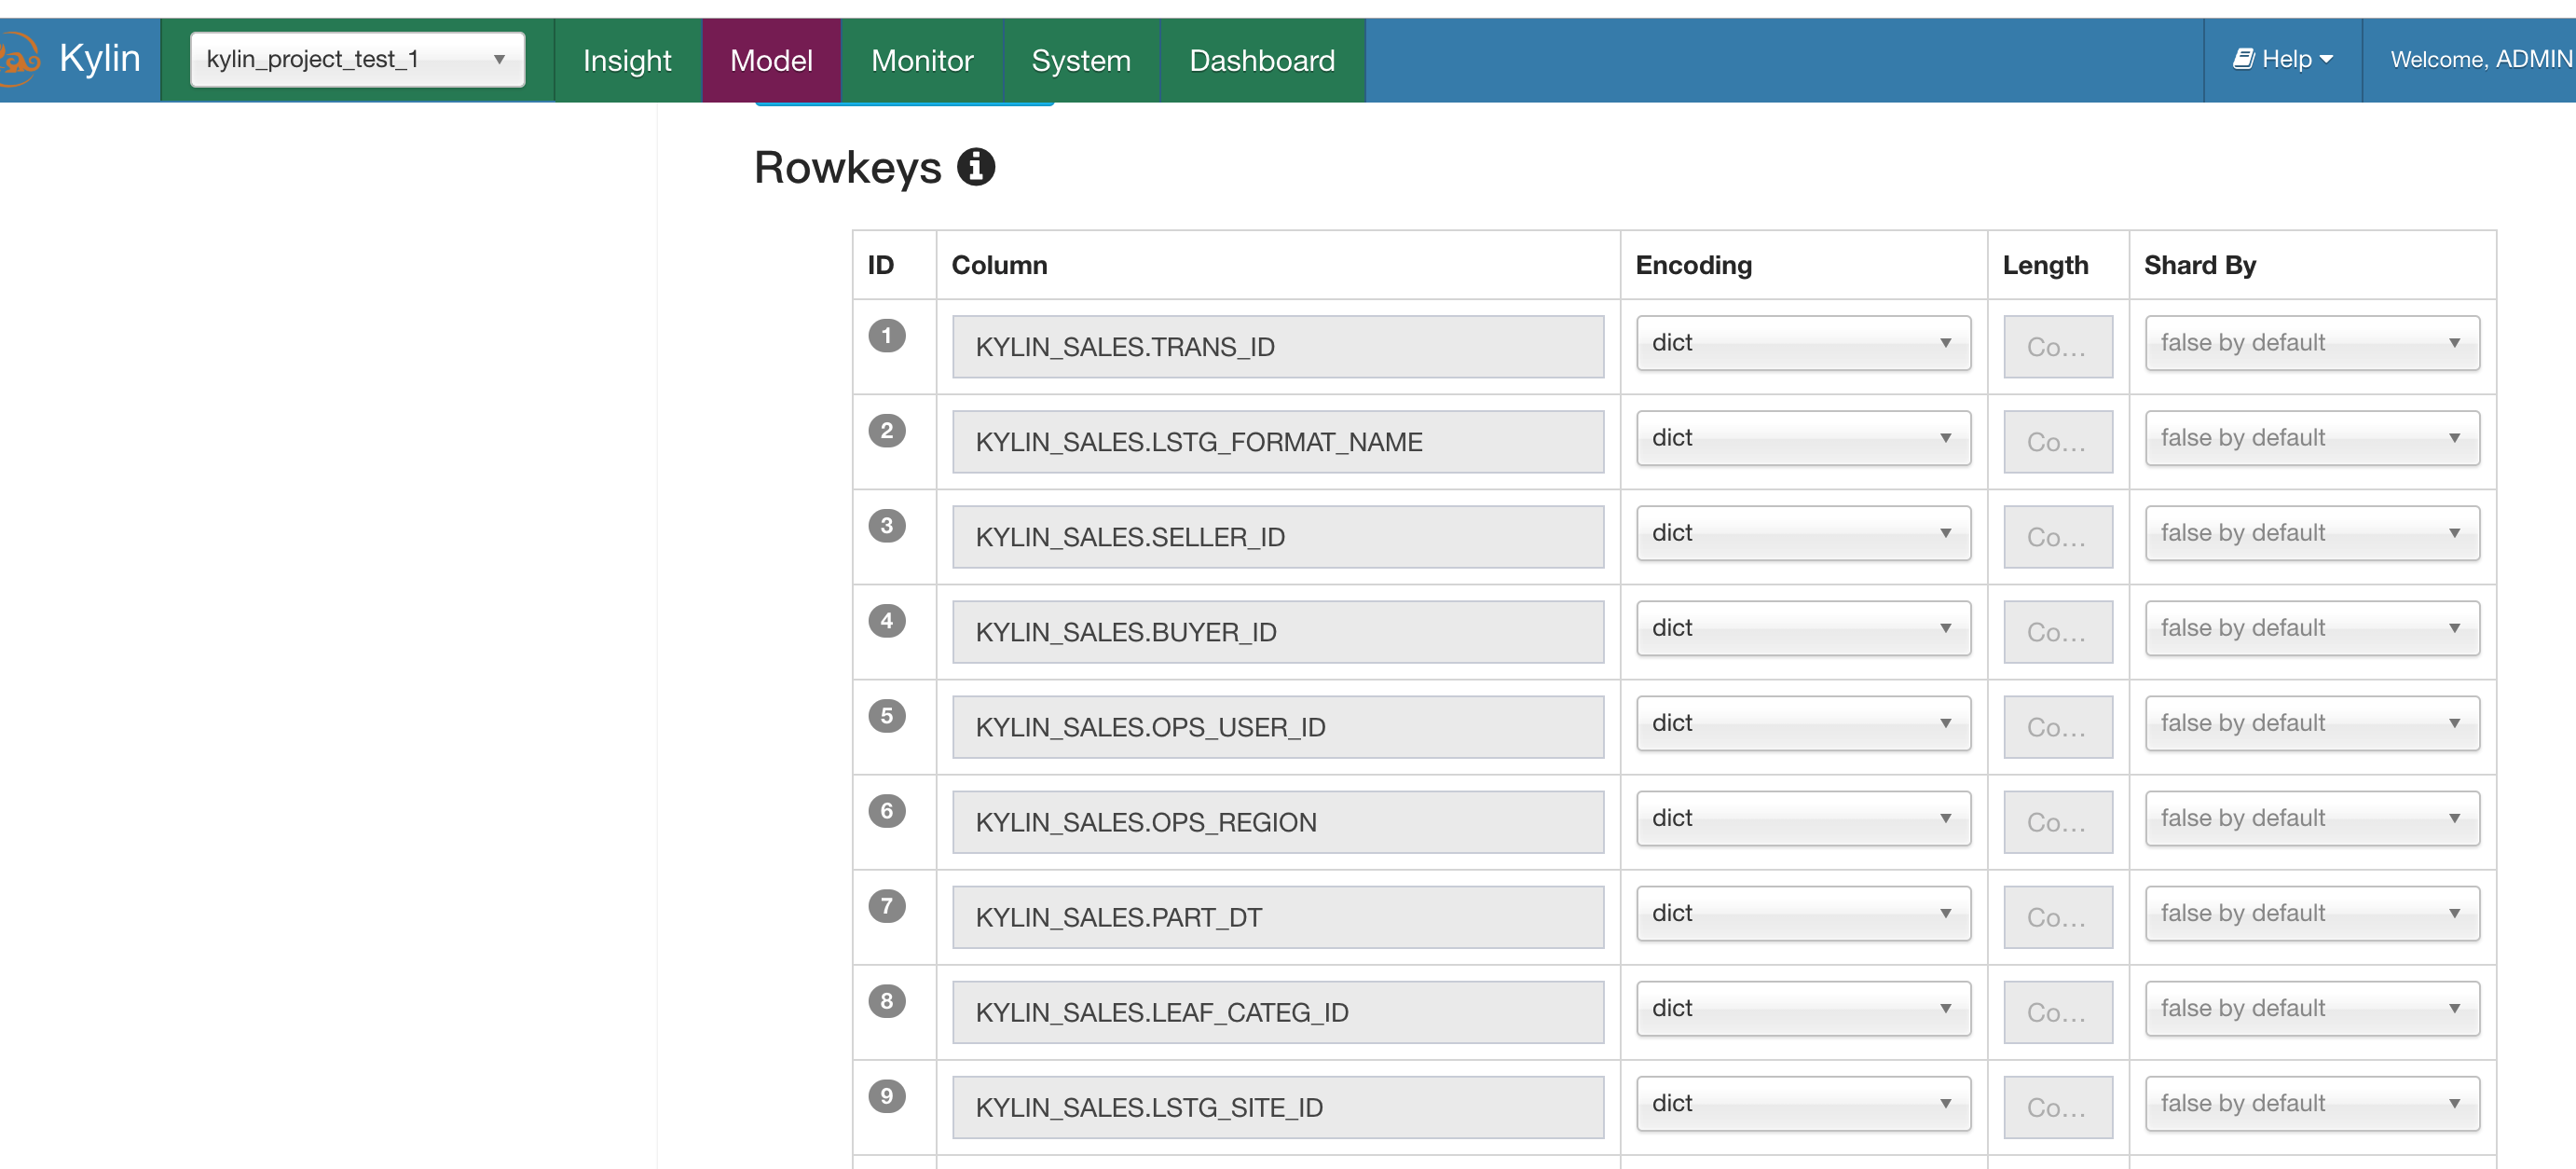 Kylin kylin_project_test_1 Insight Model Monitor System Dashboard Help Welcome, ADMIN
Rowkeys
ID Column Encoding Length Shard By
1 KYLIN_SALES.TRANS_ID dict Co... false by default
2 KYLIN_SALES.LSTG_FORMAT_NAME dict Co... false by default
3 KYLIN_SALES.SELLER_ID dict Co... false by default
4 KYLIN_SALES.BUYER_ID dict Co... false by default
5 KYLIN_SALES.OPS_USER_ID dict Co... false by default
6 KYLIN_SALES.OPS_REGION dict Co... false by default
7 KYLIN_SALES.PART_DT dict Co... false by default
8 KYLIN_SALES.LEAF_CATEG_ID dict Co... false by default
9 KYLIN_SALES.LSTG_SITE_ID dict Co... false by default